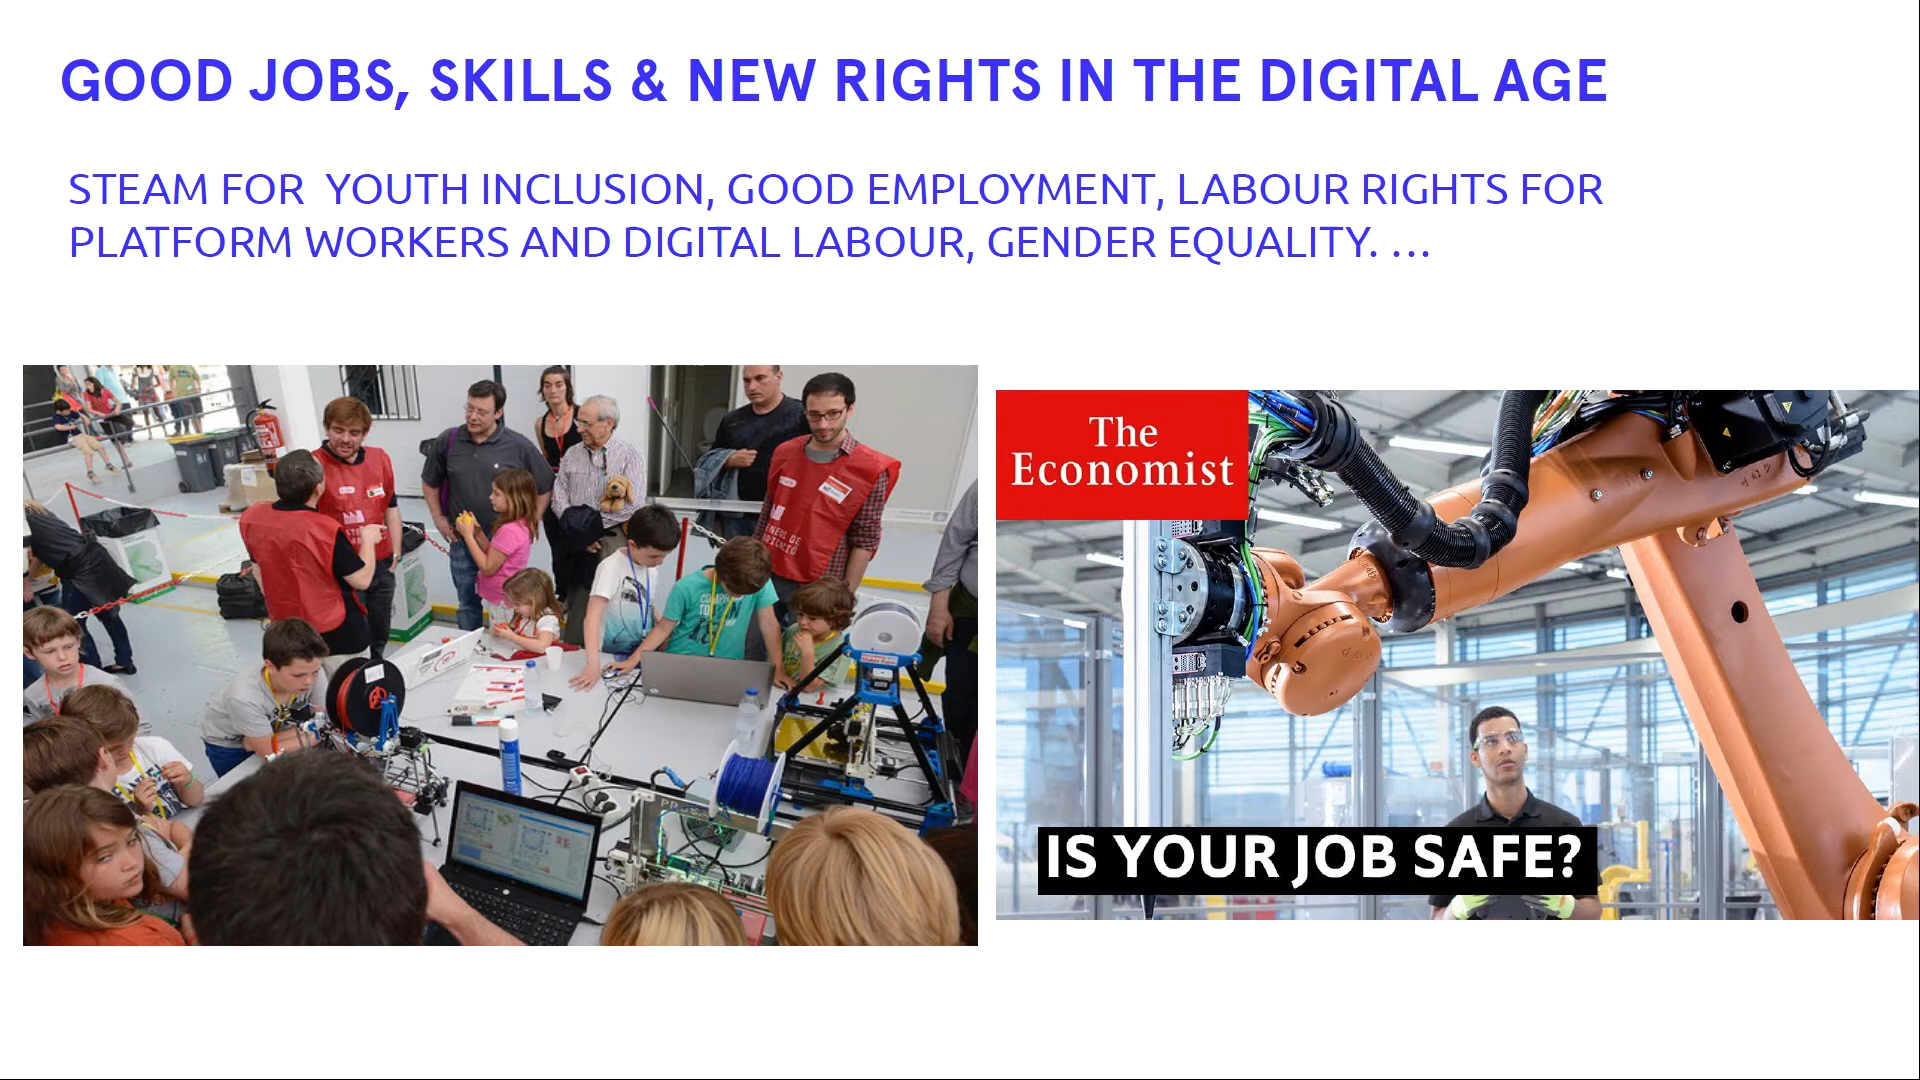 GOOD JOBS, SKILLS & NEW RIGHTS IN THE DIGITAL AGE
STEAM FOR  YOUTH INCLUSION, GOOD EMPLOYMENT, LABOUR RIGHTS FOR
PLATFORM WORKERS AND DIGITAL LABOUR, GENDER EQUALITY. ...
The
Economist
IS YOUR JOB SAFE?